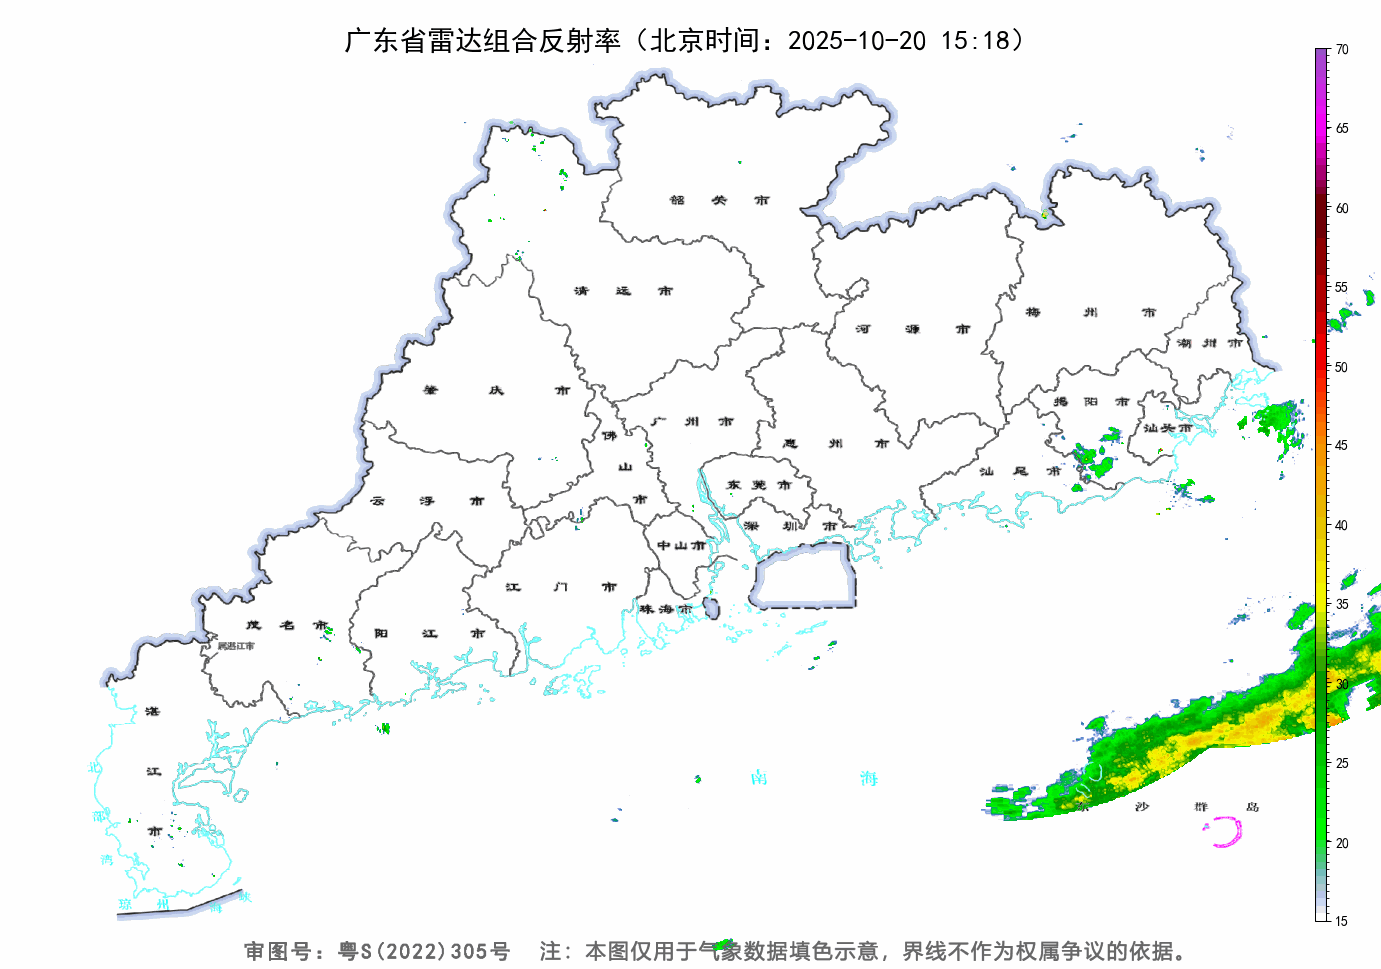 广东省雷达组合反射率（北京时间：2025-10-20 15:18）
70
65
60
55
50
45
40
35
30
25
20
15
韶关市
清远市
河源市
梅州市
潮州市
肇庆市
广州市
揭阳市
汕头市
佛山市
惠州市
汕尾市
云浮市
东莞市
深圳市
中山市
江门市
珠海市
茂名市
阳江市
属湛江市
湛江市
南海
沙群岛
北部湾
琼州海峡
审图号：粤S(2022)305号 注：本图仅用于气象数据填色示意，界线不作为权属争议的依据。